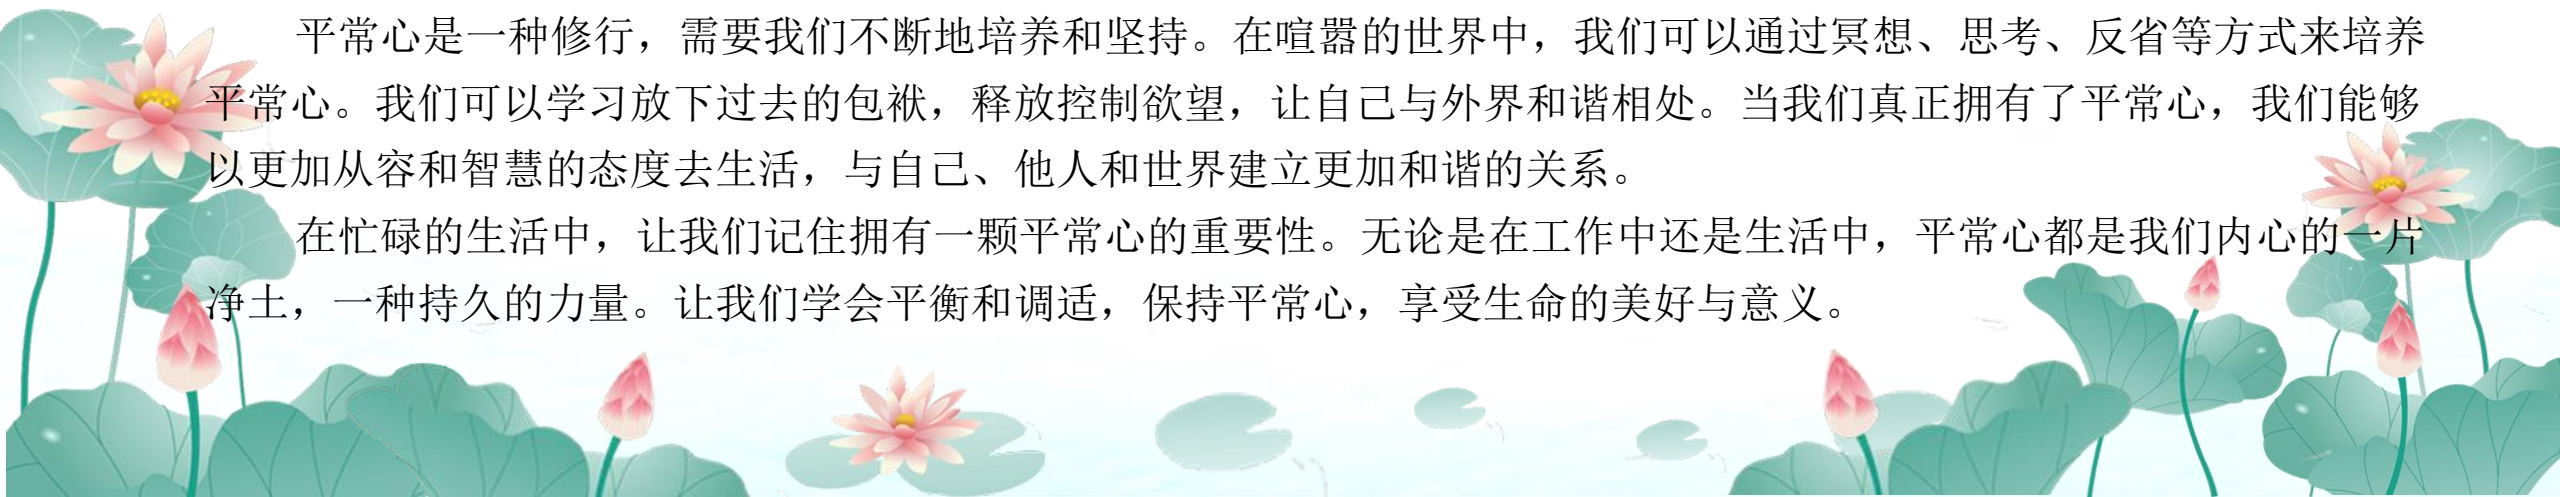 平常心是一种修行，需要我们不断地培养和坚持。在喧嚣的世界中，我们可以通过冥想、思考、反省等方式来培养
平常心。我们可以学习放下过去的包袱，释放控制欲望，让自己与外界和谐相处。当我们真正拥有了平常心，我们能够
以更加从容和智慧的态度去生活，与自己、他人和世界建立更加和谐的关系。
在忙碌的生活中，让我们记住拥有一颗平常心的重要性。无论是在工作中还是生活中，平常心都是我们内心的一片
净土，一种持久的力量。让我们学会平衡和调适，保持平常心，享受生命的美好与意义。